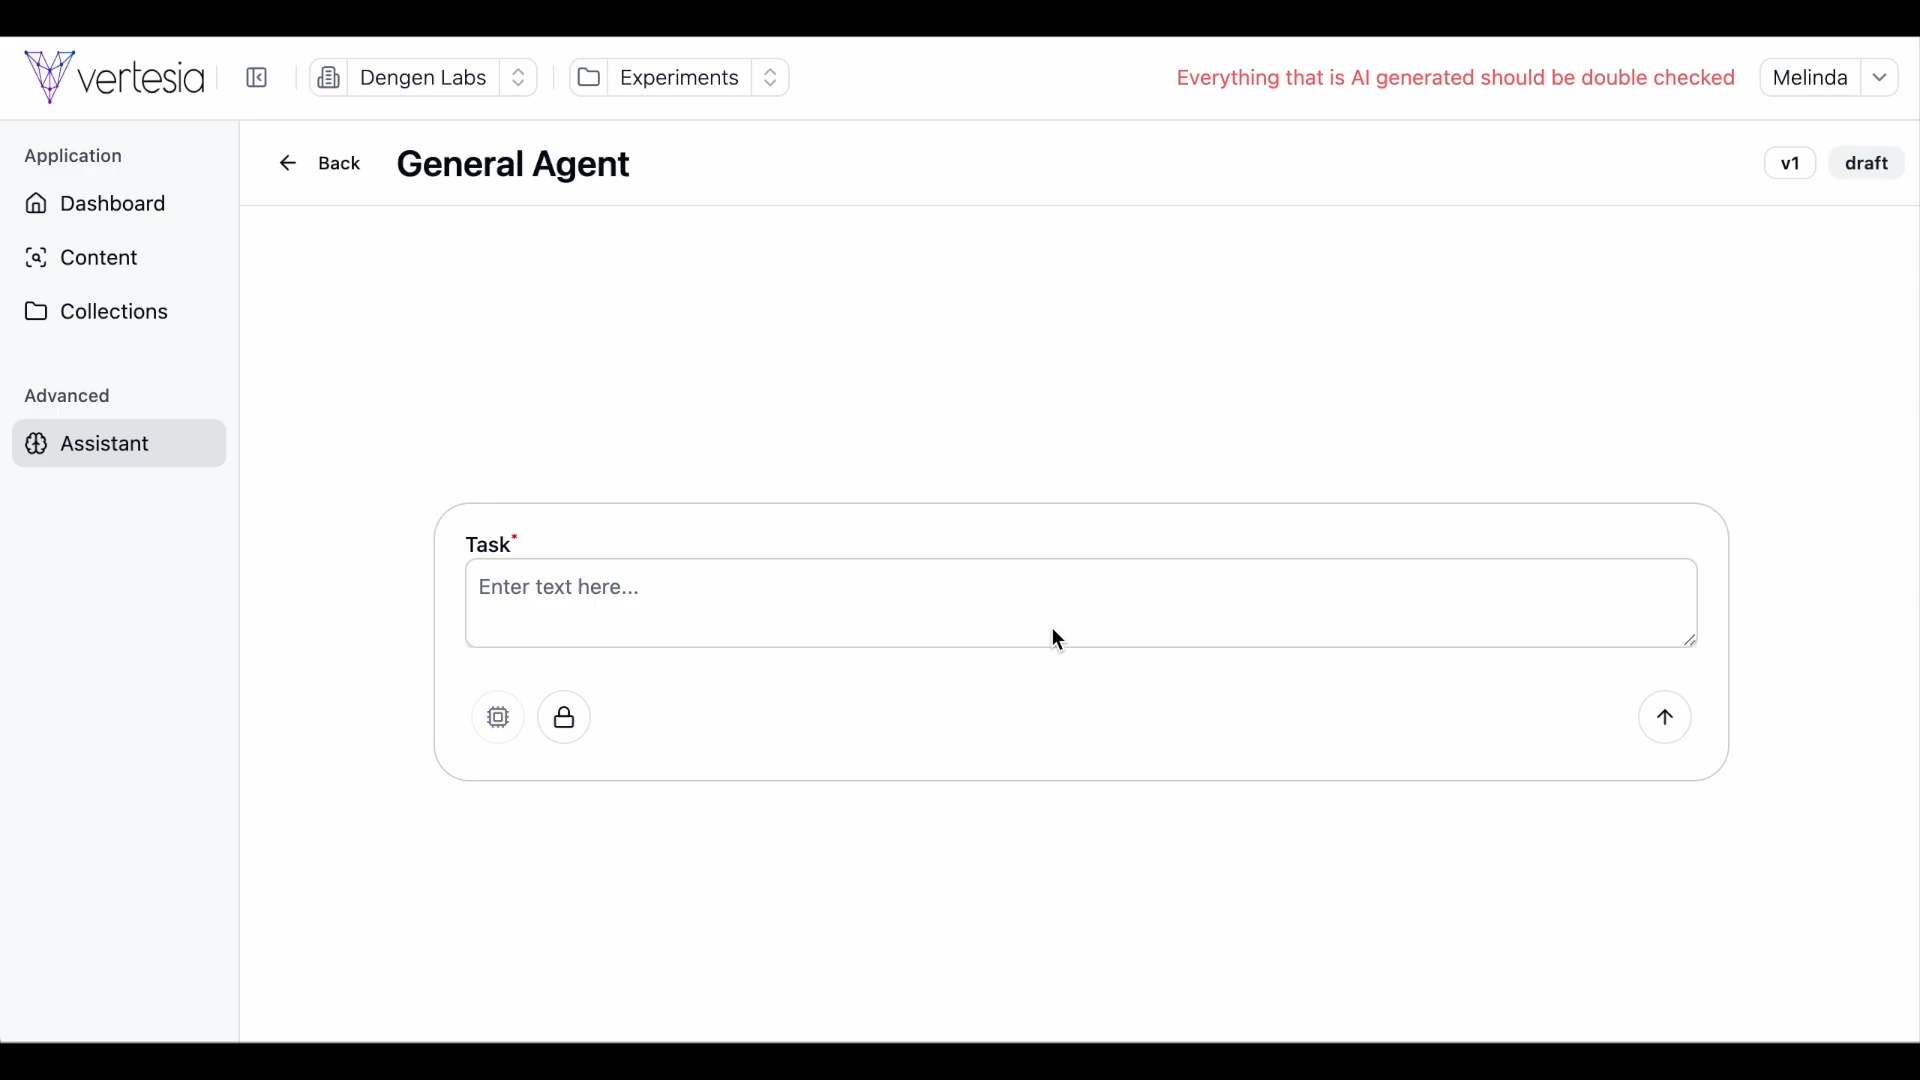 vertesia
Dengen Labs
Experiments
Everything that is AI generated should be double checked
Melinda
Application
Dashboard
Content
Collections
Advanced
Assistant
Back
General Agent
v1
draft
Task*
Enter text here...